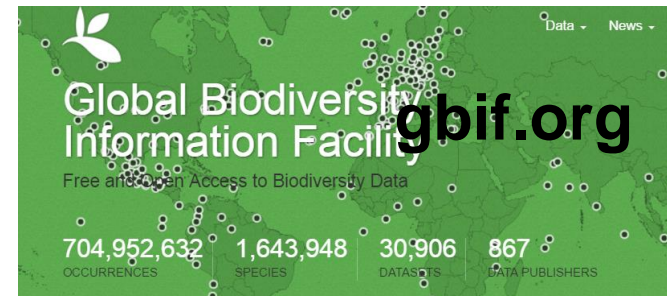 Data News
Global Biodiversity
Information Facility
gbif.org
Free and Open Access to Biodiversity Data
704,952,632 1,643,948 30,906 867
OCCURRENCES SPECIES DATASETS DATA PUBLISHERS